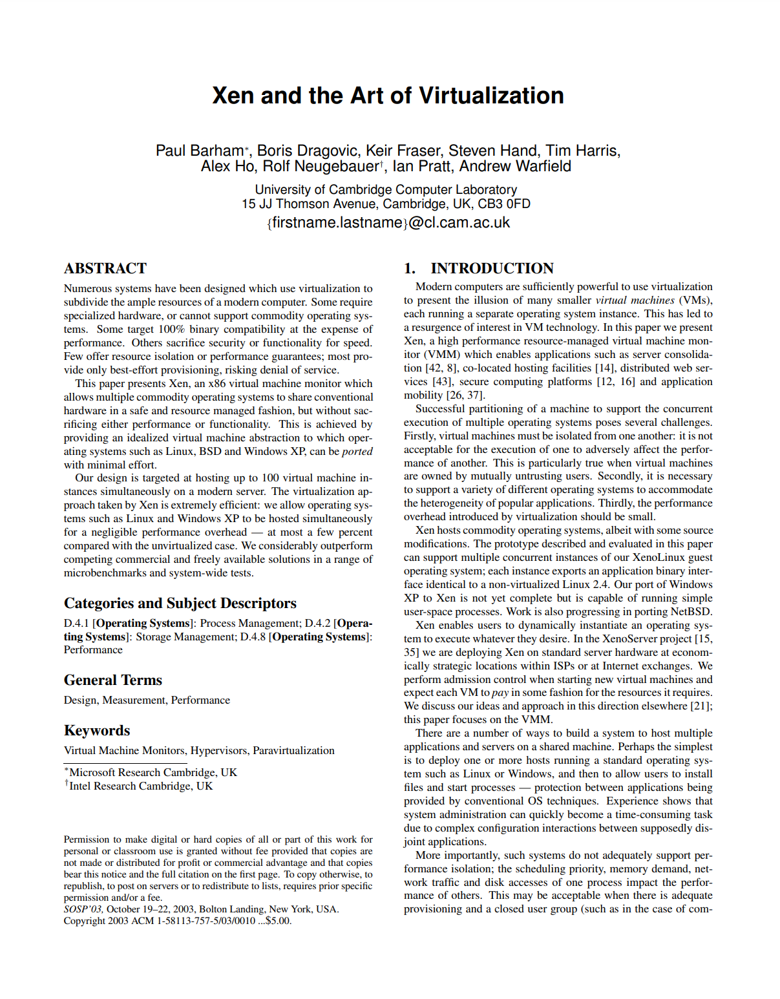 Xen and the Art of Virtualization
Paul Barham*, Boris Dragovic, Keir Fraser, Steven Hand, Tim Harris,
Alex Ho, Rolf Neugebauer†, Ian Pratt, Andrew Warfield
University of Cambridge Computer Laboratory
15 JJ Thomson Avenue, Cambridge, UK, CB3 0FD
{firstname.lastname}@cl.cam.ac.uk
ABSTRACT
Numerous systems have been designed which use virtualization to
subdivide the ample resources of a modern computer. Some require
specialized hardware, or cannot support commodity operating sys-
tems. Some target 100% binary compatibility at the expense of
performance. Others sacrifice security or functionality for speed.
Few offer resource isolation or performance guarantees; most pro-
vide only best-effort provisioning, risking denial of service.
This paper presents Xen, an x86 virtual machine monitor which
allows multiple commodity operating systems to share conventional
hardware in a safe and resource managed fashion, but without sac-
rificing either performance or functionality. This is achieved by
providing an idealized virtual machine abstraction to which oper-
ating systems such as Linux, BSD and Windows XP, can be ported
with minimal effort.
Our design is targeted at hosting up to 100 virtual machine in-
stances simultaneously on a modern server. The virtualization ap-
proach taken by Xen is extremely efficient: we allow operating sys-
tems such as Linux and Windows XP to be hosted simultaneously
for a negligible performance overhead — at most a few percent
compared with the unvirtualized case. We considerably outperform
competing commercial and freely available solutions in a range of
microbenchmarks and system-wide tests.
Categories and Subject Descriptors
D.4.1 [Operating Systems]: Process Management; D.4.2 [Opera-
ting Systems]: Storage Management; D.4.8 [Operating Systems]:
Performance
General Terms
Design, Measurement, Performance
Keywords
Virtual Machine Monitors, Hypervisors, Paravirtualization
*Microsoft Research Cambridge, UK
†Intel Research Cambridge, UK
Permission to make digital or hard copies of all or part of this work for
personal or classroom use is granted without fee provided that copies are
not made or distributed for profit or commercial advantage and that copies
bear this notice and the full citation on the first page. To copy otherwise, to
republish, to post on servers or to redistribute to lists, requires prior specific
permission and/or a fee.
SOSP'03, October 19–22, 2003, Bolton Landing, New York, USA.
Copyright 2003 ACM 1-58113-757-5/03/0010 ...$5.00.
1. INTRODUCTION
Modern computers are sufficiently powerful to use virtualization
to present the illusion of many smaller virtual machines (VMs),
each running a separate operating system instance. This has led to
a resurgence of interest in VM technology. In this paper we present
Xen, a high performance resource-managed virtual machine mon-
itor (VMM) which enables applications such as server consolida-
tion [42, 8], co-located hosting facilities [14], distributed web ser-
vices [43], secure computing platforms [12, 16] and application
mobility [26, 37].
Successful partitioning of a machine to support the concurrent
execution of multiple operating systems poses several challenges.
Firstly, virtual machines must be isolated from one another: it is not
acceptable for the execution of one to adversely affect the perfor-
mance of another. This is particularly true when virtual machines
are owned by mutually untrusting users. Secondly, it is necessary
to support a variety of different operating systems to accommodate
the heterogeneity of popular applications. Thirdly, the performance
overhead introduced by virtualization should be small.
Xen hosts commodity operating systems, albeit with some source
modifications. The prototype described and evaluated in this paper
can support multiple concurrent instances of our XenoLinux guest
operating system; each instance exports an application binary inter-
face identical to a non-virtualized Linux 2.4. Our port of Windows
XP to Xen is not yet complete but is capable of running simple
user-space processes. Work is also progressing in porting NetBSD.
Xen enables users to dynamically instantiate an operating sys-
tem to execute whatever they desire. In the XenoServer project [15,
35] we are deploying Xen on standard server hardware at econom-
ically strategic locations within ISPs or at Internet exchanges. We
perform admission control when starting new virtual machines and
expect each VM to pay in some fashion for the resources it requires.
We discuss our ideas and approach in this direction elsewhere [21];
this paper focuses on the VMM.
There are a number of ways to build a system to host multiple
applications and servers on a shared machine. Perhaps the simplest
is to deploy one or more hosts running a standard operating sys-
tem such as Linux or Windows, and then to allow users to install
files and start processes — protection between applications being
provided by conventional OS techniques. Experience shows that
system administration can quickly become a time-consuming task
due to complex configuration interactions between supposedly dis-
joint applications.
More importantly, such systems do not adequately support per-
formance isolation; the scheduling priority, memory demand, net-
work traffic and disk accesses of one process impact the perfor-
mance of others. This may be acceptable when there is adequate
provisioning and a closed user group (such as in the case of com-